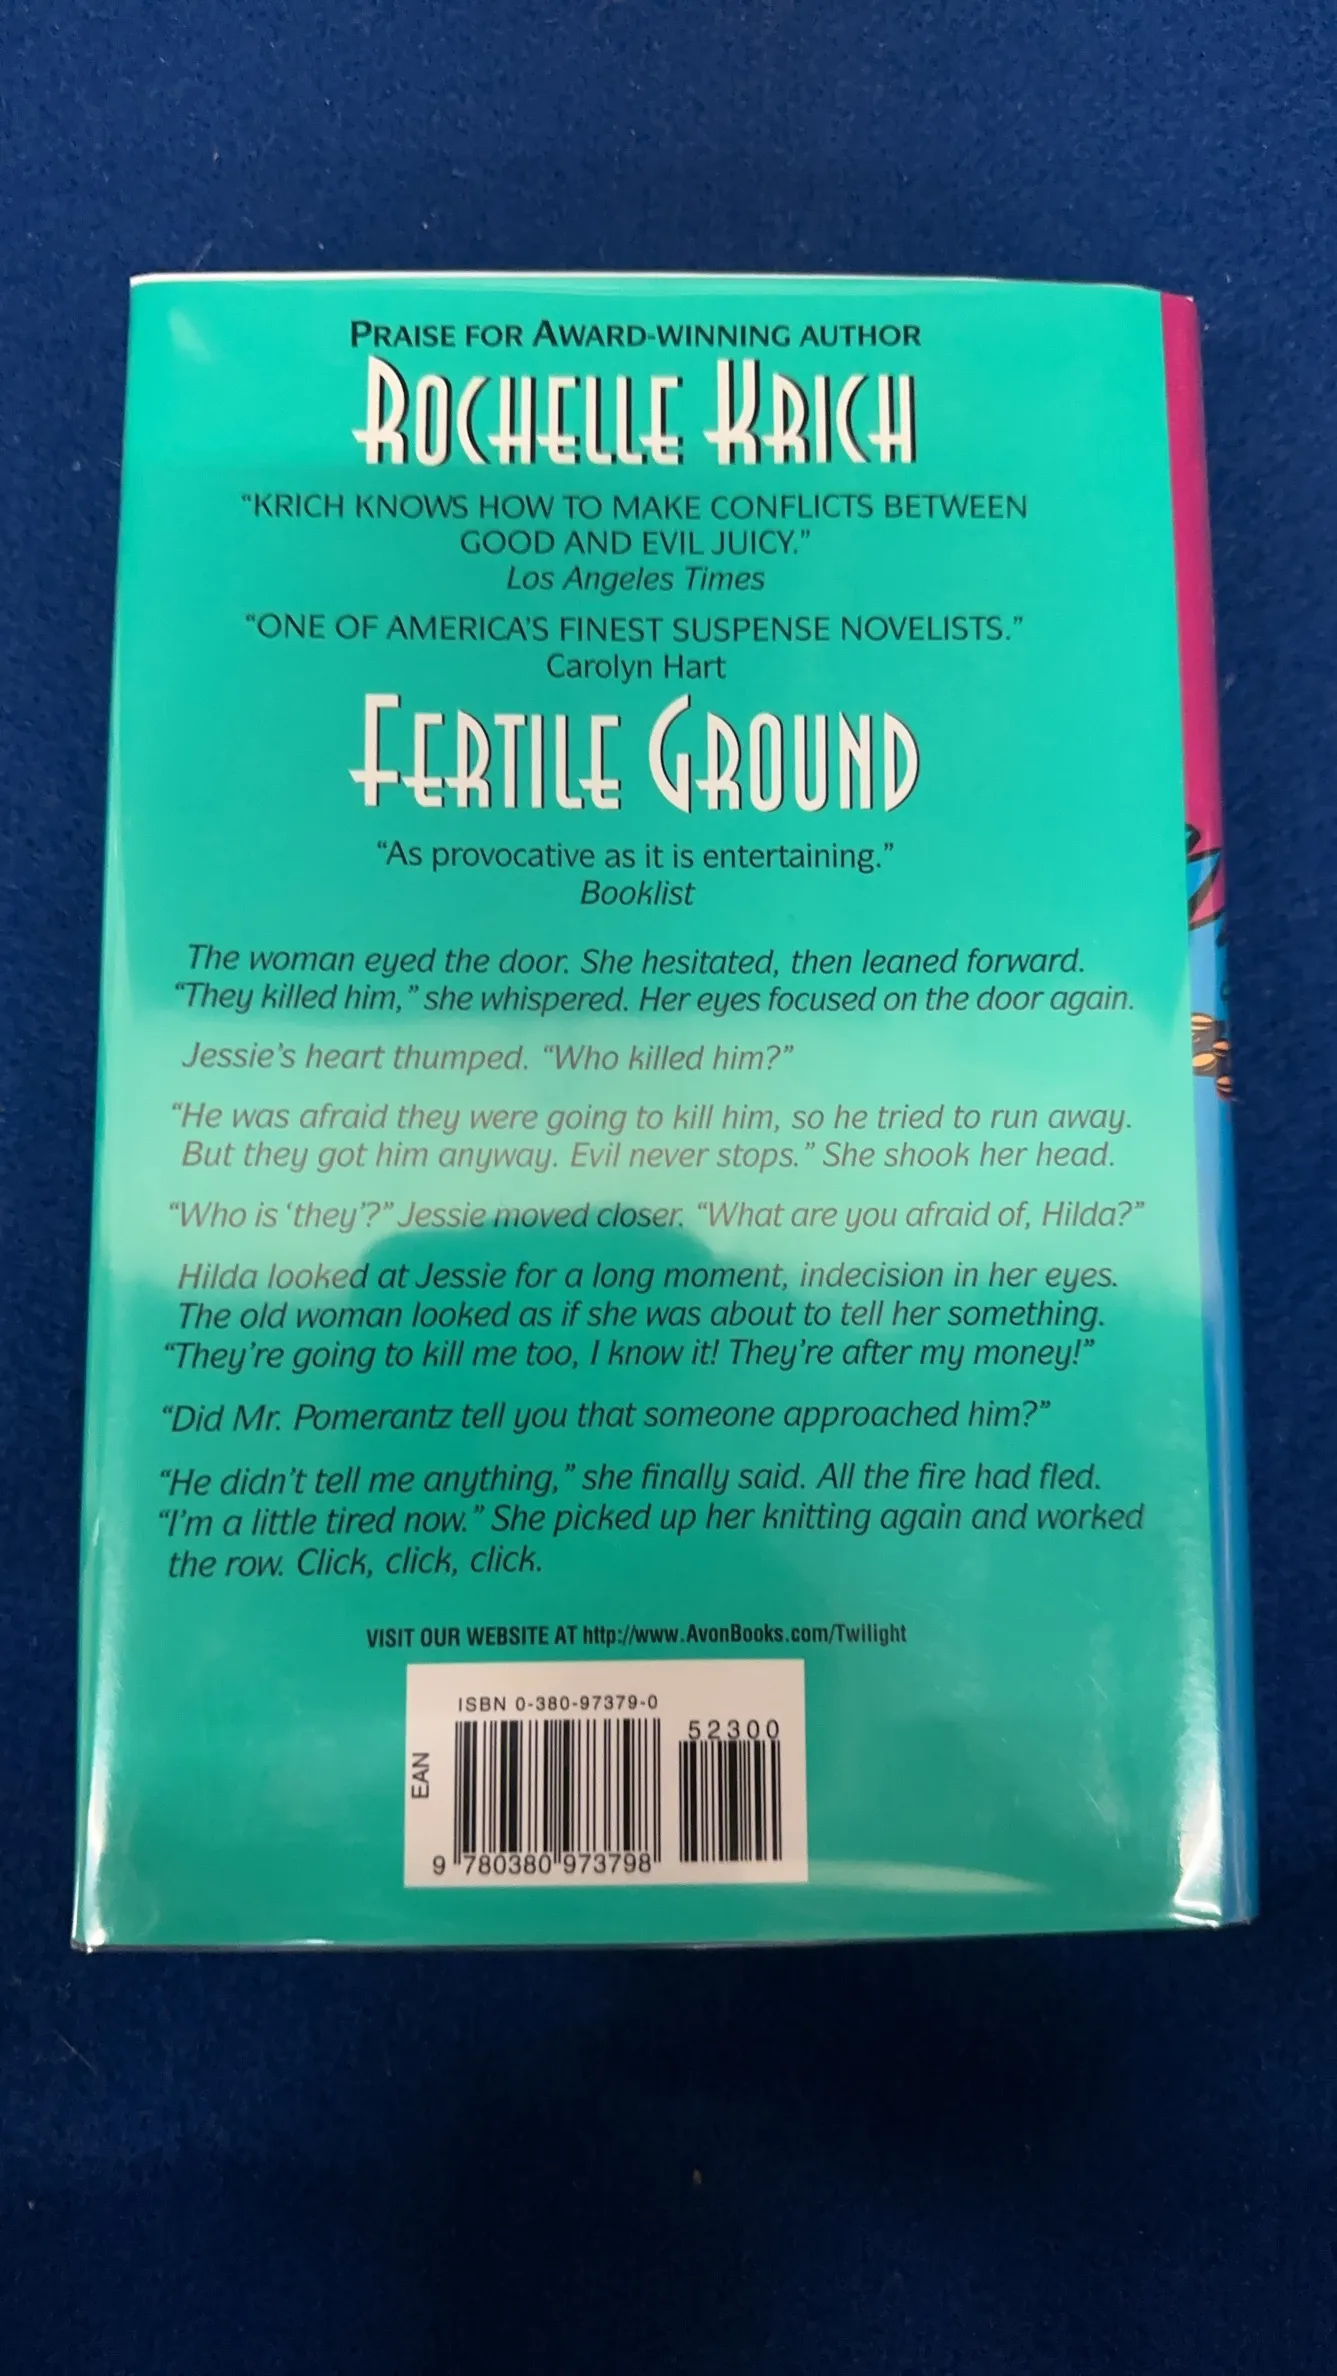 PRAISE FOR AWARD-WINNING AUTHOR
ROCHELLE KRICH
“KRICH KNOWS HOW TO MAKE CONFLICTS BETWEEN
GOOD AND EVIL JUICY.”
Los Angeles Times
“ONE OF AMERICA’S FINEST SUSPENSE NOVELISTS.”
Carolyn Hart
FERTILE GROUND
“As provocative as it is entertaining.”
Booklist
The woman eyed the door. She hesitated, then leaned forward.
“They killed him,” she whispered. Her eyes focused on the door again.
Jessie’s heart thumped. “Who killed him?”
“He was afraid they were going to kill him, so he tried to run away.
But they got him anyway. Evil never stops.” She shook her head.
“Who is ‘they’?” Jessie moved closer. “What are you afraid of, Hilda?”
Hilda looked at Jessie for a long moment, indecision in her eyes.
The old woman looked as if she was about to tell her something.
“They’re going to kill me too, I know it! They’re after my money!”
“Did Mr. Pomerantz tell you that someone approached him?”
“He didn’t tell me anything,” she finally said. All the fire had fled.
“I’m a little tired now.” She picked up her knitting again and worked
the row. Click, click, click.
VISIT OUR WEBSITE AT http://www.AvonBooks.com/Twilight
ISBN 0-380-97379-0
52300
EAN
9 780380 973798